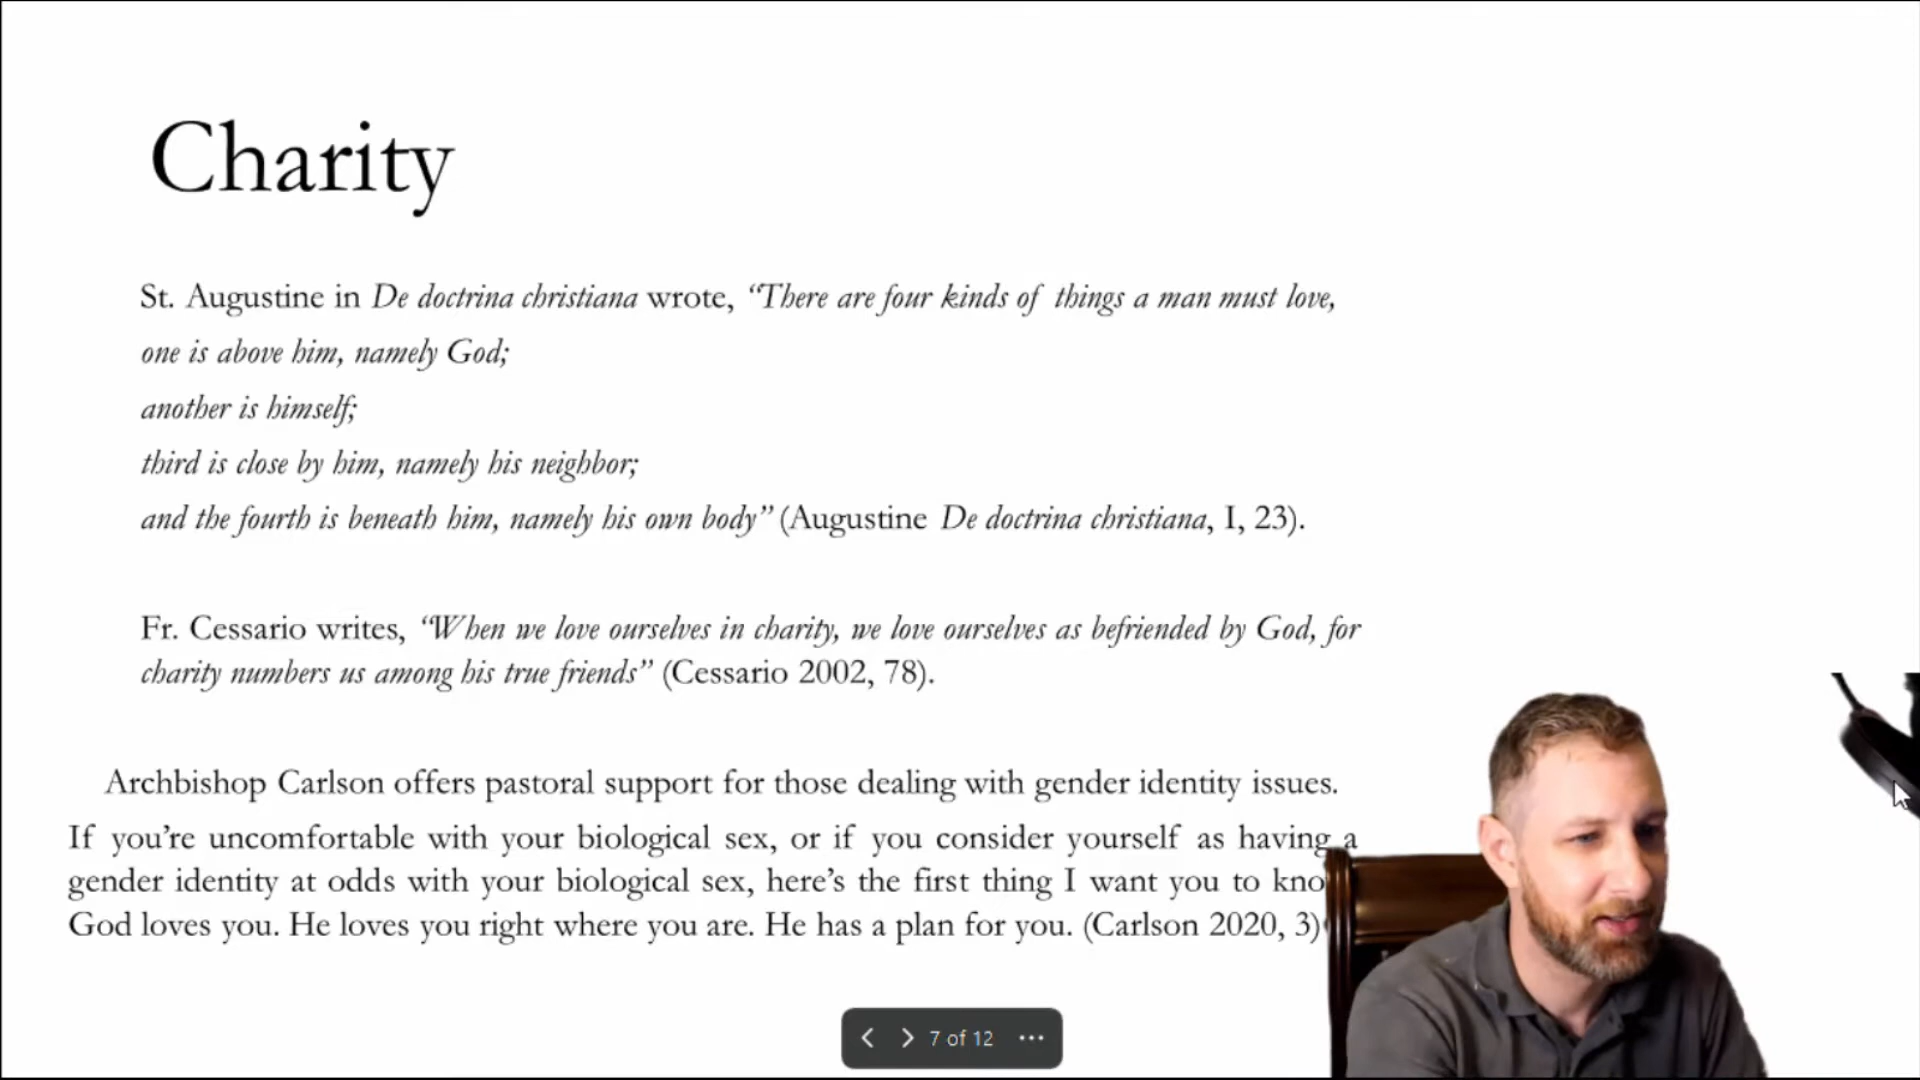 Charity
St. Augustine in De doctrina christiana wrote, “There are four kinds of things a man must love,
one is above him, namely God;
another is himself;
third is close by him, namely his neighbor;
and the fourth is beneath him, namely his own body” (Augustine De doctrina christiana, I, 23).
Fr. Cessario writes, “When we love ourselves in charity, we love ourselves as befriended by God, for
charity numbers us among his true friends” (Cessario 2002, 78).
Archbishop Carlson offers pastoral support for those dealing with gender identity issues.
If you’re uncomfortable with your biological sex, or if you consider yourself as having a
gender identity at odds with your biological sex, here’s the first thing I want you to kno
God loves you. He loves you right where you are. He has a plan for you. (Carlson 2020, 3)
7 of 12